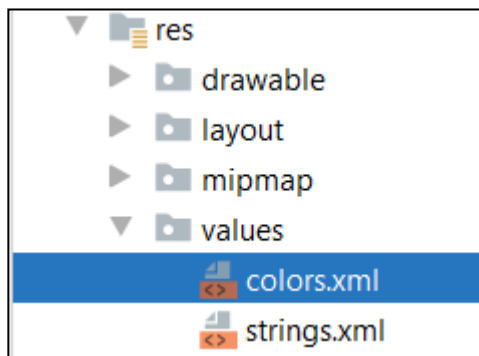 res
drawable
layout
mipmap
values
colors.xml
strings.xml